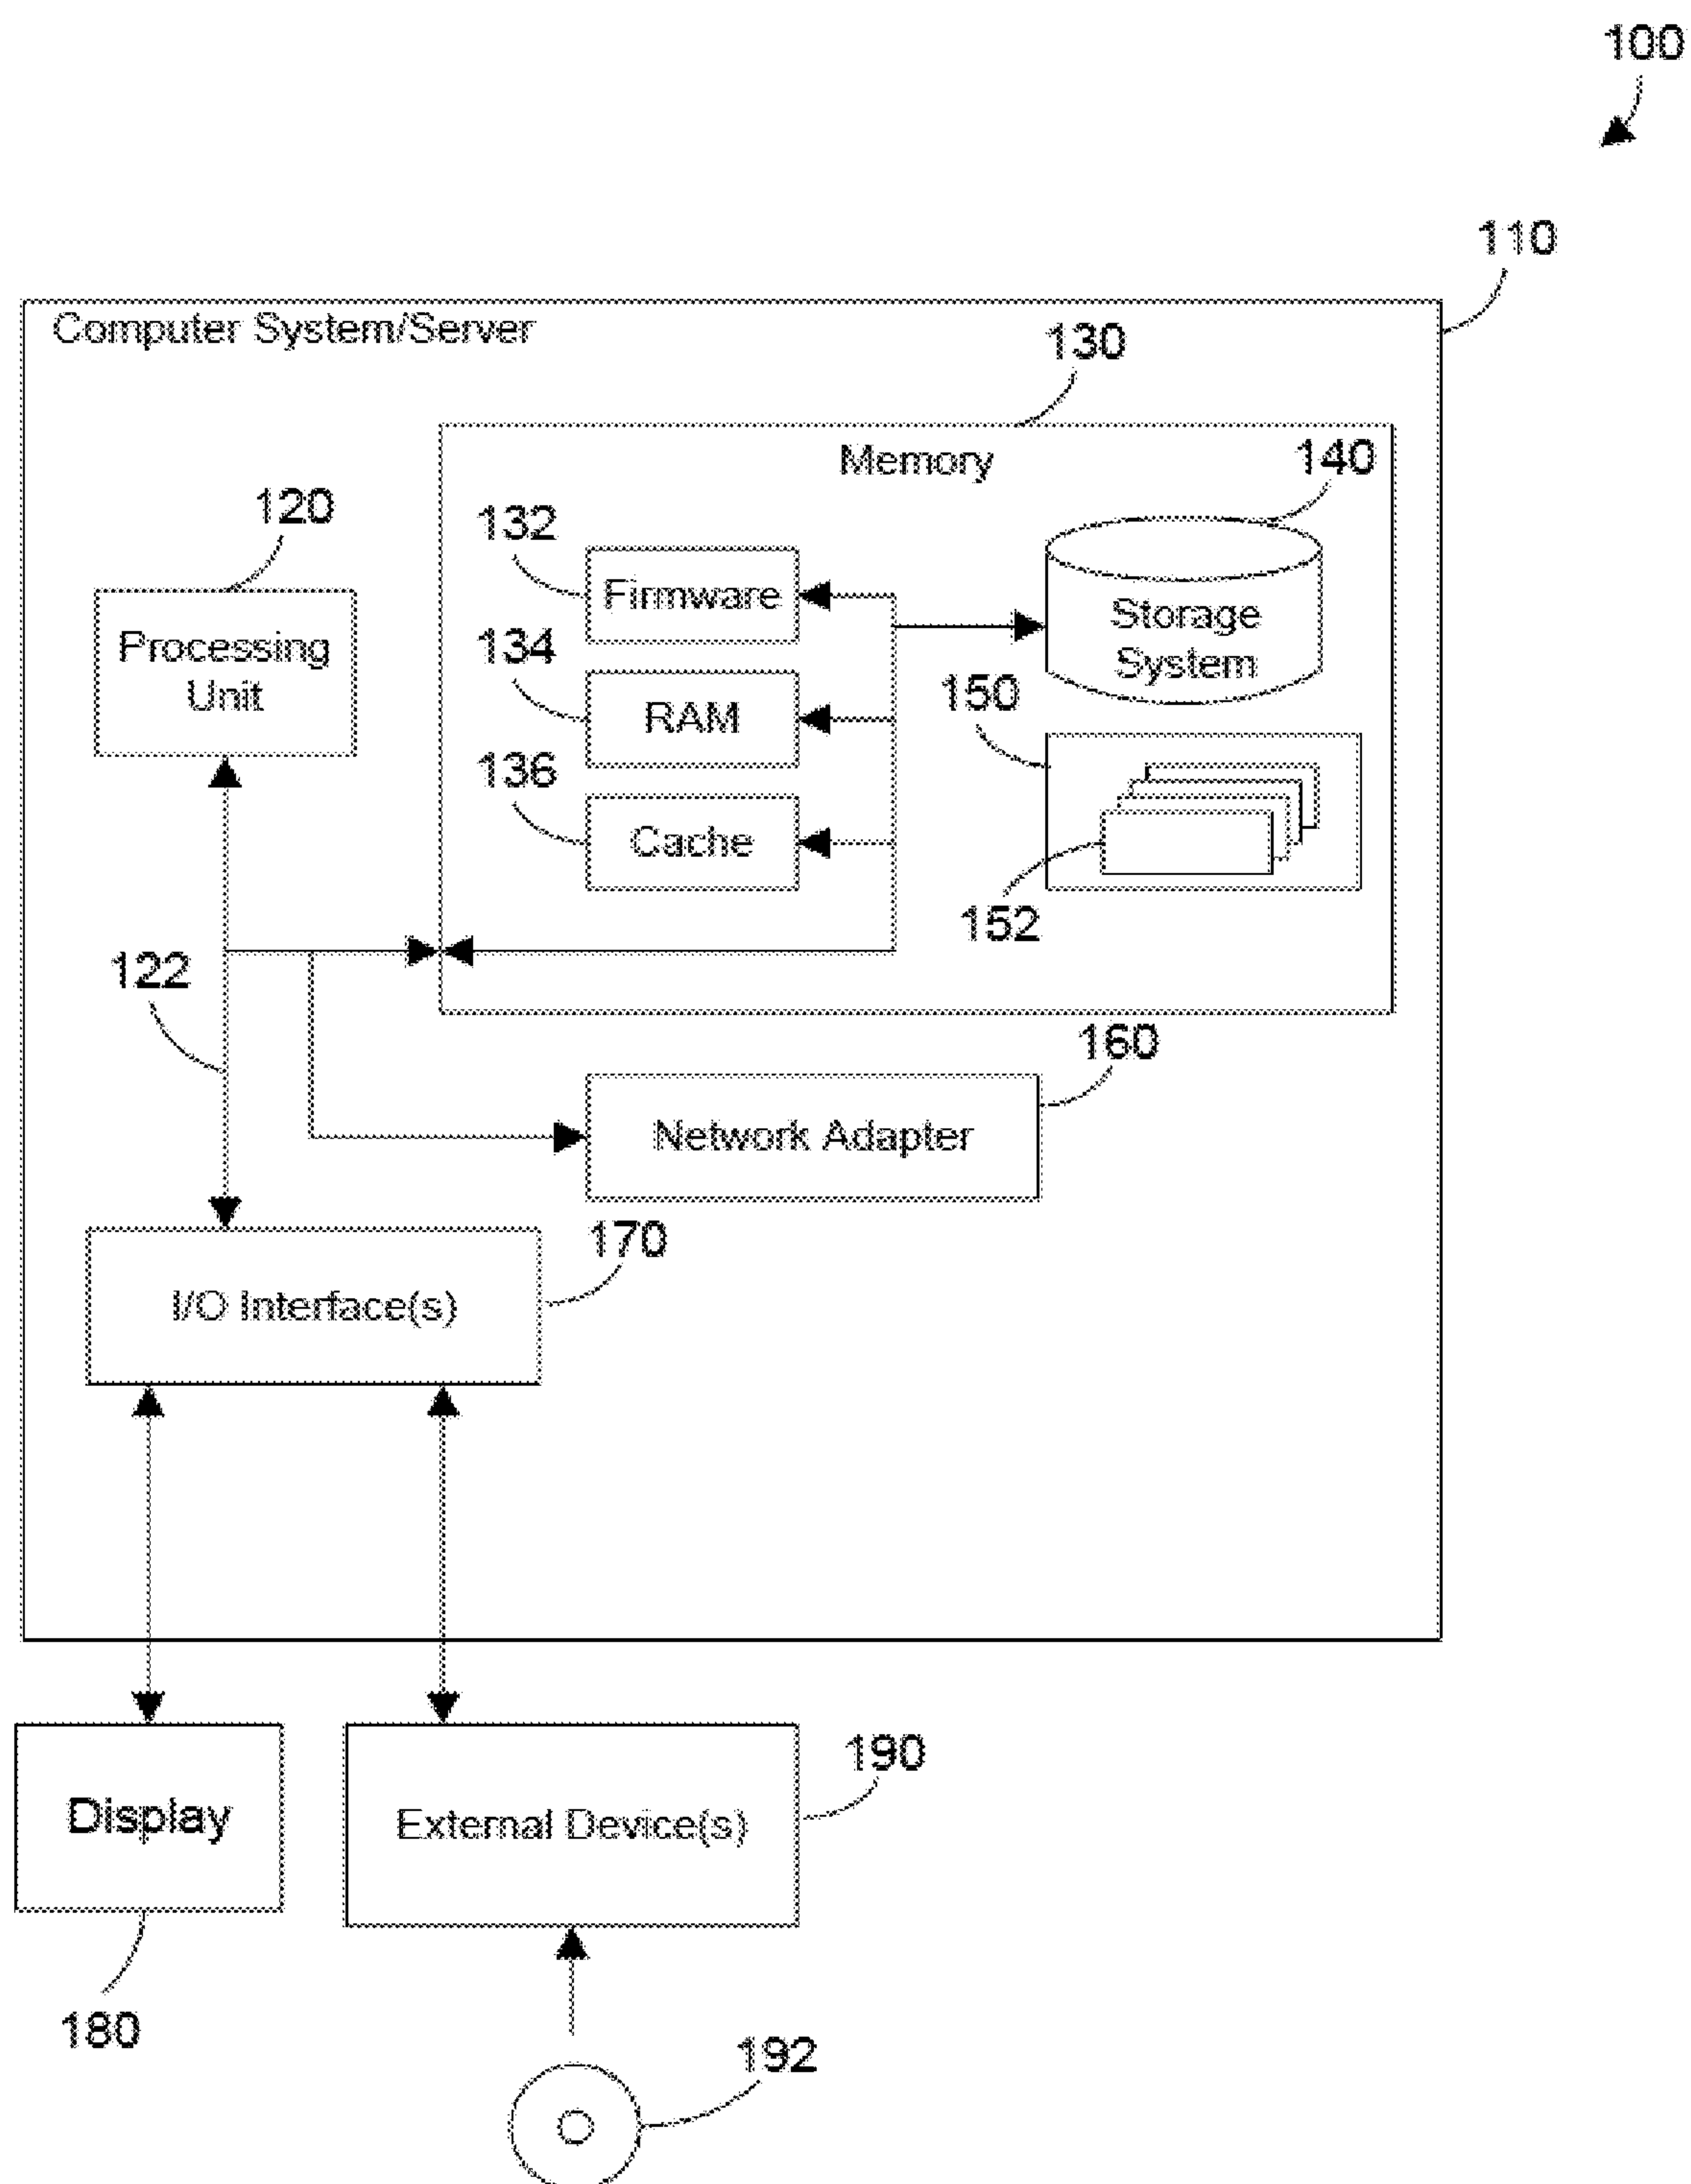 100
110
Computer System/Server
130
Memory
140
120
132
Firmware
Processing
Unit
Storage
System
134
RAM
150
136
Cache
152
122
160
Network Adapter
170
I/O Interface(s)
190
Display
External Device(s)
180
192